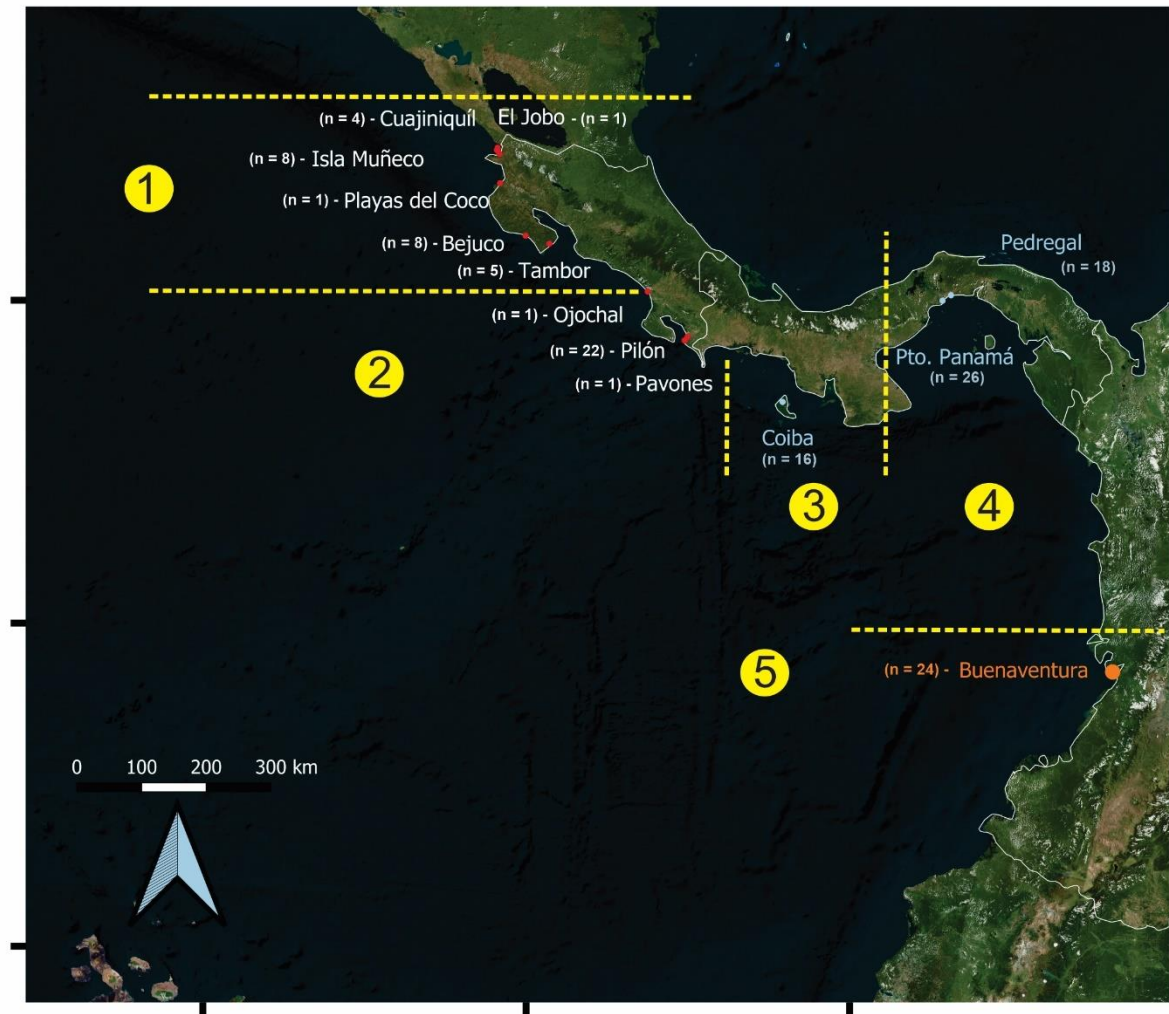 (n = 4) - Cuajiniquíl El Jobo - (n = 1)
(n = 8) - Isla Muñeco
1
(n = 1) - Playas del Coco
(n = 8) - Bejuco
(n = 5) - Tambor
Pedregal
(n = 18)
(n = 1) - Ojochal
(n = 22) - Pilón
(n = 1) - Pavones
2
Pto. Panamá
(n = 26)
Coiba
(n = 16)
3
4
5
(n = 24) - Buenaventura
0 100 200 300 km